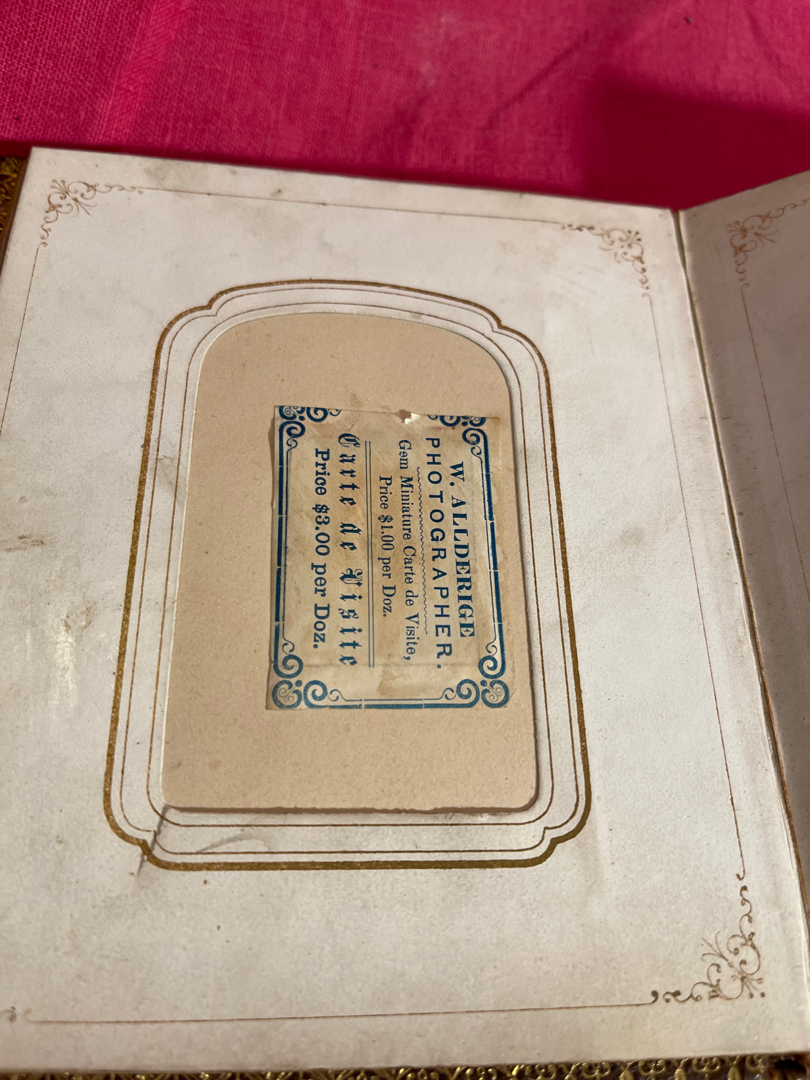 W. ALLDERIGE
PHOTOGRAPHER.
Gem Miniature Carte de Visite,
Price $1.00 per Doz.
Carte de Visite
Price $3.00 per Doz.